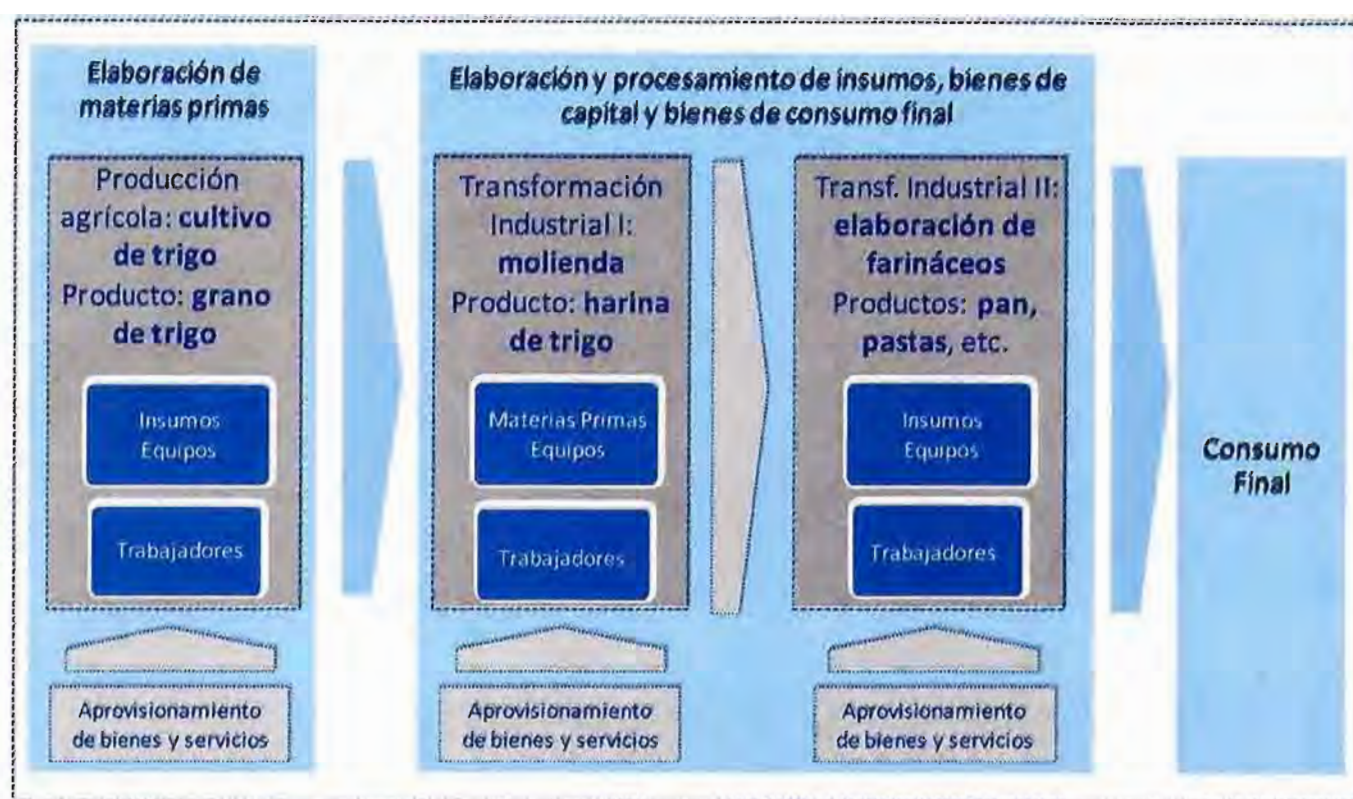 Elaboración de
materias primas
Producción
agrícola: cultivo
de trigo
Producto: grano
de trigo
Insumos
Equipos
Trabajadores
Aprovisionamiento
de bienes y servicios
Elaboración y procesamiento de insumos, bienes de
capital y bienes de consumo final
Transformación
Industrial I:
molienda
Producto: harina
de trigo
Materias Primas
Equipos
Trabajadores
Aprovisionamiento
de bienes y servicios
Transf. Industrial II:
elaboración de
farináceos
Productos: pan,
pastas, etc.
Insumos
Equipos
Trabajadores
Aprovisionamiento
de bienes y servicios
Consumo
Final